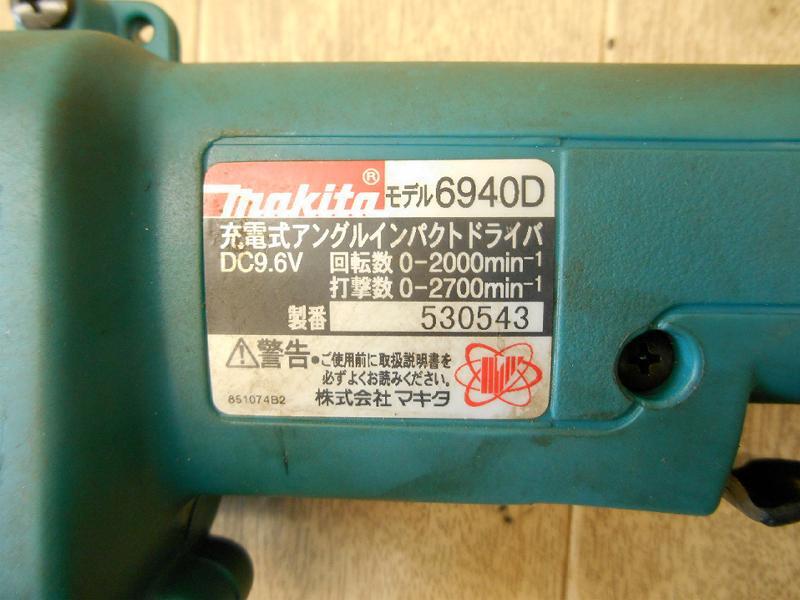 makita® モデル6940D
充電式アングルインパクトドライバ
DC9.6V 回転数 0-2000min⁻¹
打撃数 0-2700min⁻¹
製番 530543
警告 ●ご使用前に取扱説明書を
必ずよくお読みください。
851074B2 株式会社 マキタ